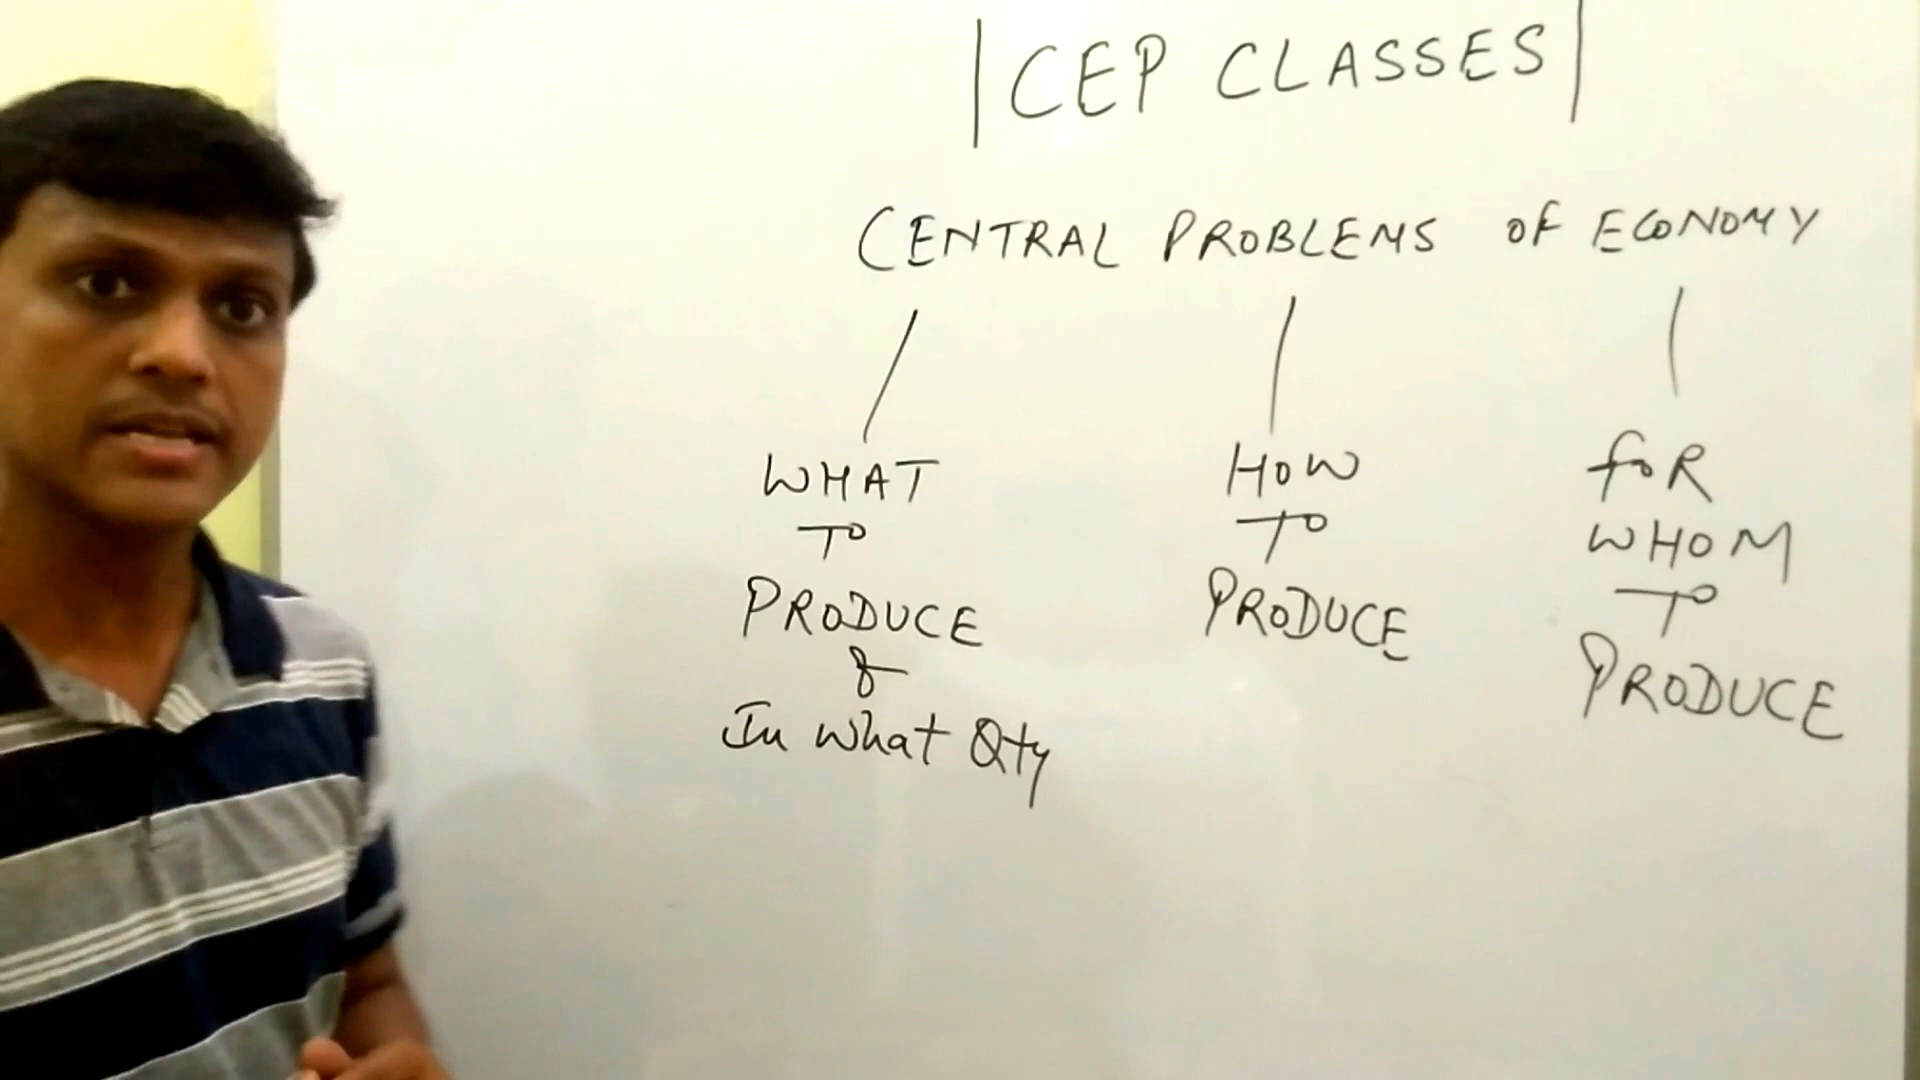 CEP CLASSES
CENTRAL PROBLEMS OF ECONOMY
WHAT
TO
PRODUCE
&
In What Qty
HOW
TO
PRODUCE
FOR
WHOM
TO
PRODUCE